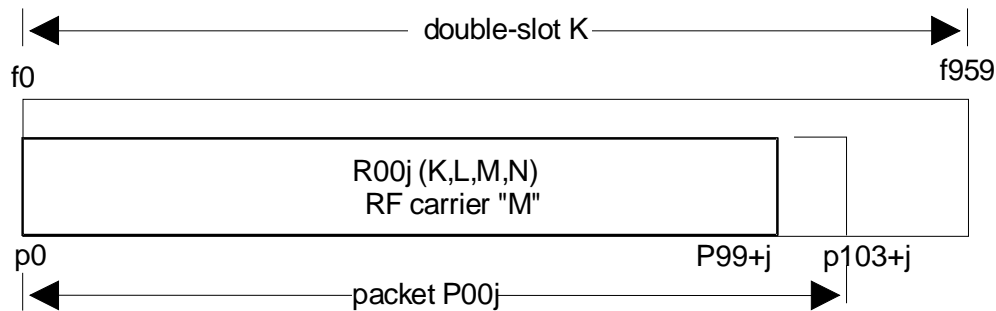 double-slot K
f0
f959
R00j (K,L,M,N)
RF carrier "M"
p0
P99+j
p103+j
packet P00j